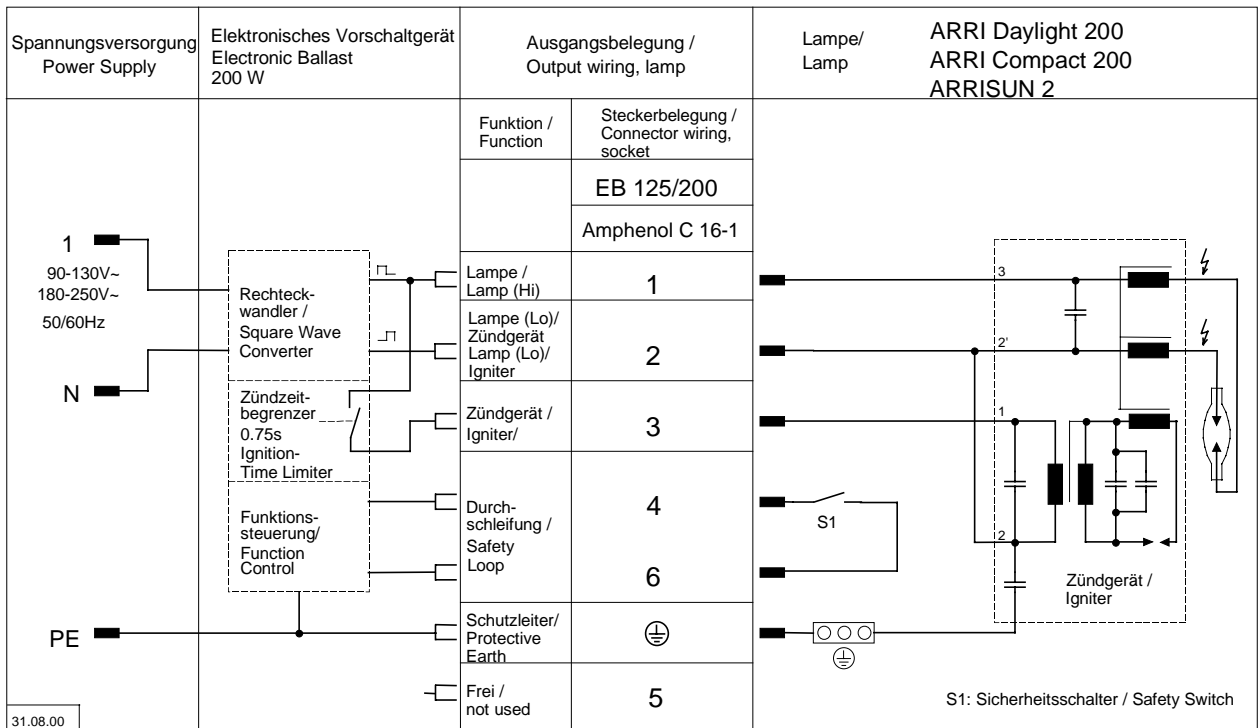 Spannungsversorgung
Power Supply
Elektronisches Vorschaltgerät
Electronic Ballast
200 W
Ausgangsbelegung /
Output wiring, lamp
Lampe/
Lamp
ARRI Daylight 200
ARRI Compact 200
ARRISUN 2
Funktion /
Function
Steckerbelegung /
Connector wiring,
socket
EB 125/200
Amphenol C 16-1
1
90-130V~
180-250V~
50/60Hz
N
PE
Rechteck-
wandler /
Square Wave
Converter
Zündzeit-
begrenzer
0.75s
Ignition-
Time Limiter
Funktions-
steuerung/
Function
Control
Lampe /
Lamp (Hi)
1
Lampe (Lo)/
Zündgerät
Lamp (Lo)/
Igniter
2
Zündgerät /
Igniter/
3
Durch-
schleifung /
Safety
Loop
4
6
Schutzleiter/
Protective
Earth
Frei /
not used
5
3
2'
1
2
S1
Zündgerät /
Igniter
S1: Sicherheitsschalter / Safety Switch
31.08.00